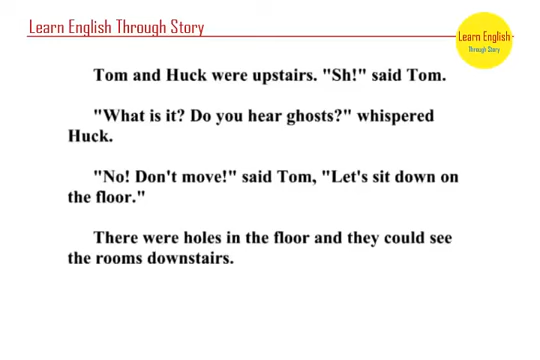 Learn English Through Story
Learn English
Through Story
Tom and Huck were upstairs. "Sh!" said Tom.
"What is it? Do you hear ghosts?" whispered
Huck.
"No! Don't move!" said Tom, "Let's sit down on
the floor."
There were holes in the floor and they could see
the rooms downstairs.